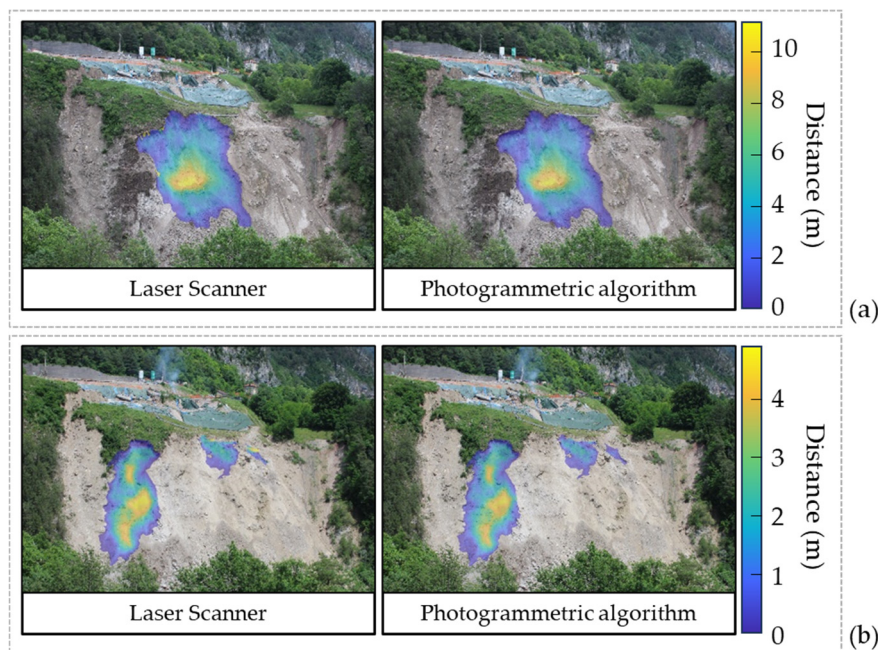 10
8
6
4
2
0
Distance (m)
Laser Scanner
Photogrammetric algorithm
(a)
4
3
2
1
0
Distance (m)
Laser Scanner
Photogrammetric algorithm
(b)